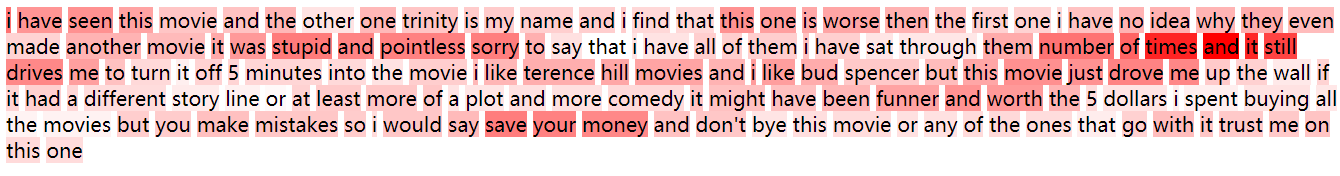 i have seen this movie and the other one trinity is my name and i find that this one is worse then the first one i have no idea why they even
made another movie it was stupid and pointless sorry to say that i have all of them i have sat through them number of times and it still
drives me to turn it off 5 minutes into the movie i like terence hill movies and i like bud spencer but this movie just drove me up the wall if
it had a different story line or at least more of a plot and more comedy it might have been funner and worth the 5 dollars i spent buying all
the movies but you make mistakes so i would say save your money and don't bye this movie or any of the ones that go with it trust me on
this one